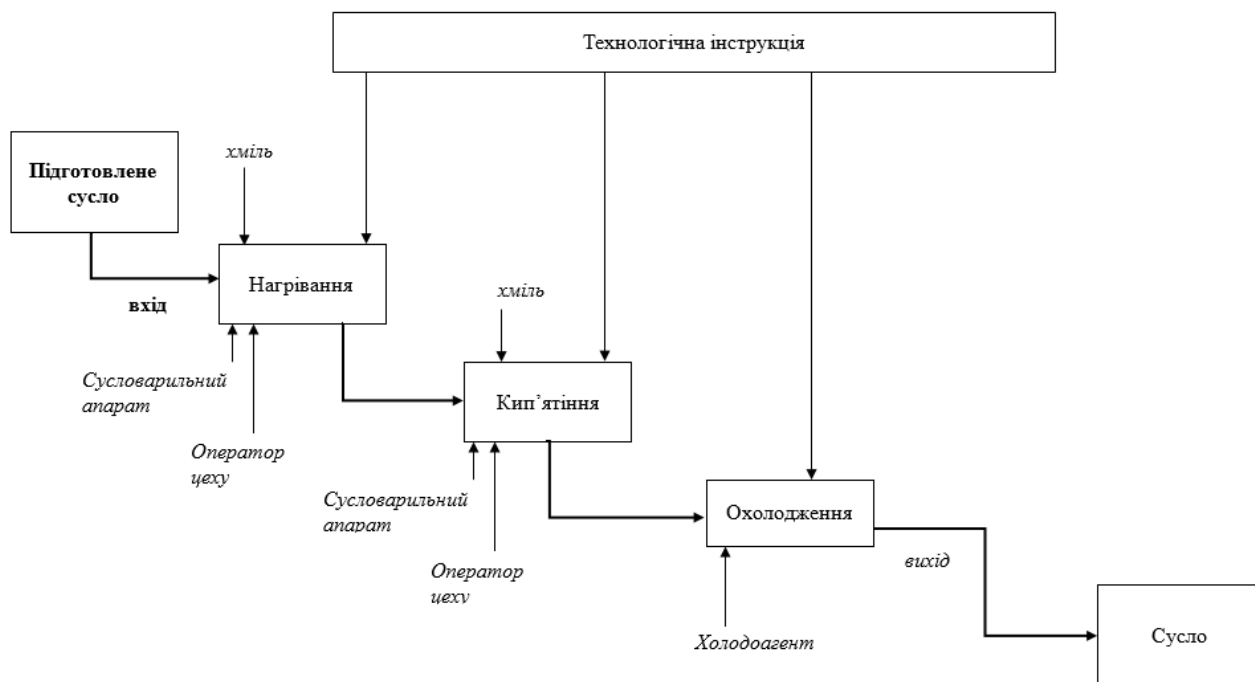 Технологічна інструкція
Підготовлене
сусло
хміль
Нагрівання
вхід
хміль
Сусловарильний
апарат
Кип’ятіння
Оператор
цеху
Сусловарильний
апарат
Охолодження
вихід
Оператор
цеху
Холодоагент
Сусло